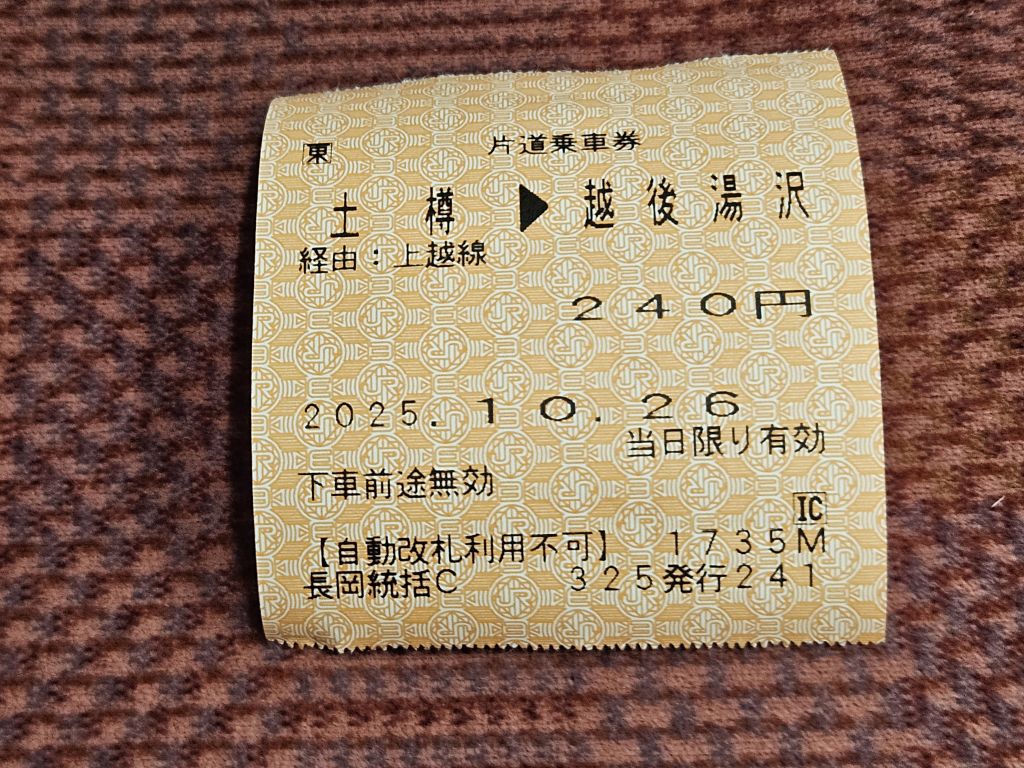 東 片道乗車券
土樽▶越後湯沢
経由:上越線
240円
2025.10.26
当日限り有効
下車前途無効
IC
【自動改札利用不可】 1735M
長岡統括C 325発行241